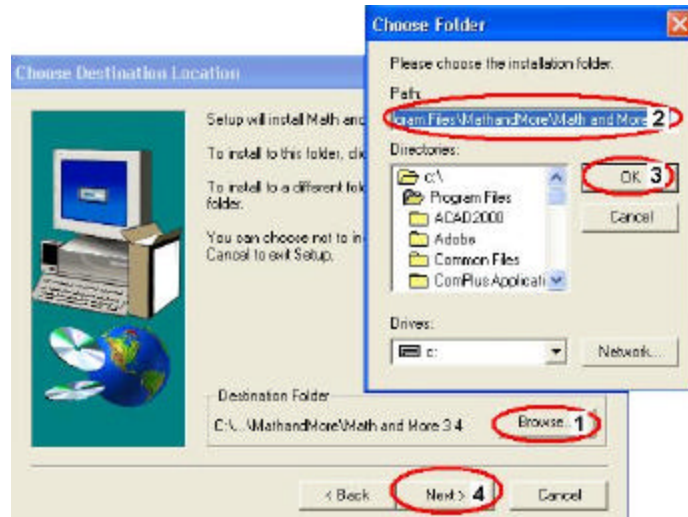 Choose Folder
Please choose the installation folder.
Path:
gram Files\MathandMore\Math and More 2
Directories:
c:\
Program Files
ACAD2000
Adobe
Common Files
ComPlus Applicati
OK 3
Cancel
Drives:
c:
Network...
Choose Destination Location
Setup will install Math and
To install to this folder, clic
To install to a different fold
folder.
You can choose not to in
Cancel to exit Setup.
Destination Folder
C:\...\MathandMore\Math and More 3 4
Browse... 1
< Back
Next > 4
Cancel